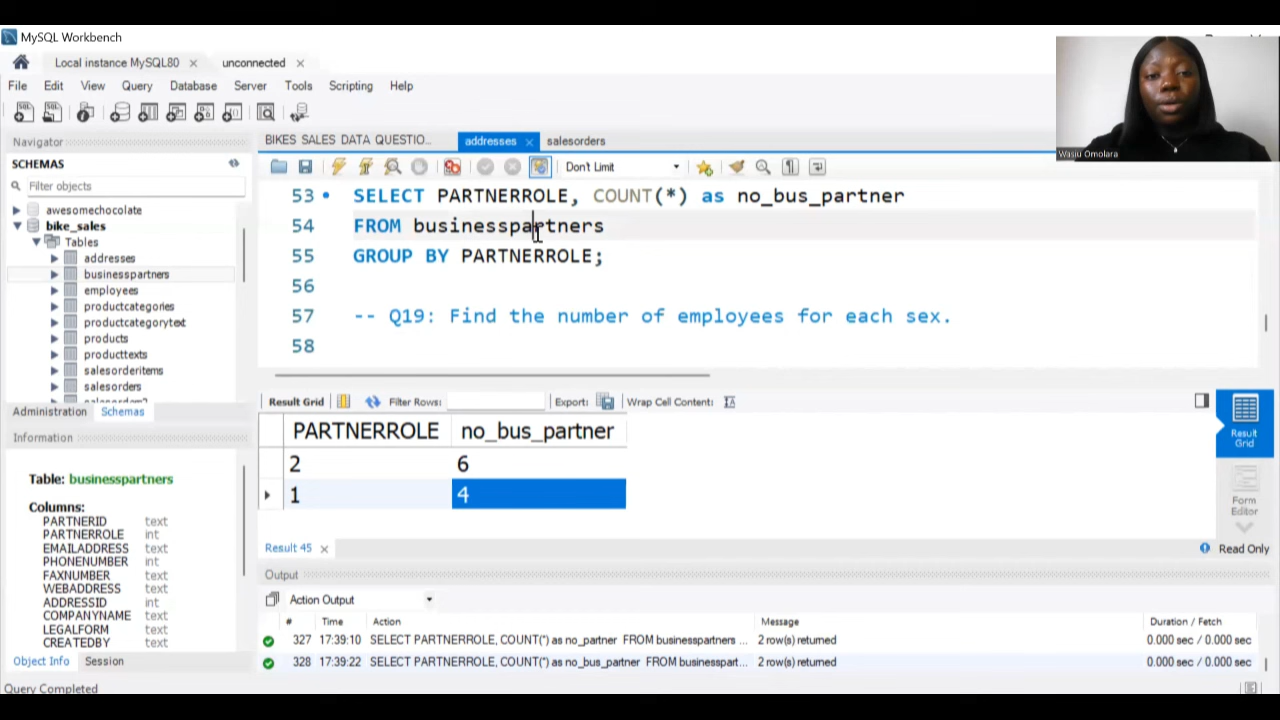 MySQL Workbench
Local instance MySQL80 ×
unconnected ×
File Edit View Query Database Server Tools Scripting Help
Wasiu Omolara
Navigator
SCHEMAS
Filter objects
awesomechocolate
bike_sales
Tables
addresses
businesspartners
employees
productcategories
productcategorytext
products
producttexts
salesorderitems
salesorders
Administration Schemas
Information
Table: businesspartners
Columns:
PARTNERID text
PARTNERROLE int
EMAILADDRESS text
PHONENUMBER int
FAXNUMBER text
WEBADDRESS text
ADDRESSID int
COMPANYNAME text
LEGALFORM text
CREATEDBY text
Object Info Session
Query Completed
BIKES SALES DATA QUESTIO... addresses × salesorders
Don't Limit
53 SELECT PARTNERROLE, COUNT(*) as no_bus_partner
54 FROM businesspartners
55 GROUP BY PARTNERROLE;
56
57 -- Q19: Find the number of employees for each sex.
58
Result Grid Filter Rows: Export: Wrap Cell Content:
PARTNERROLE no_bus_partner
2 6
1 4
Result Grid
Form Editor
Result 45 ×
Read Only
Output
Action Output
# Time Action Message Duration / Fetch
327 17:39:10 SELECT PARTNERROLE, COUNT(*) as no_partner FROM businesspartners ... 2 row(s) returned 0.000 sec / 0.000 sec
328 17:39:22 SELECT PARTNERROLE, COUNT(*) as no_bus_partner FROM businesspart... 2 row(s) returned 0.000 sec / 0.000 sec